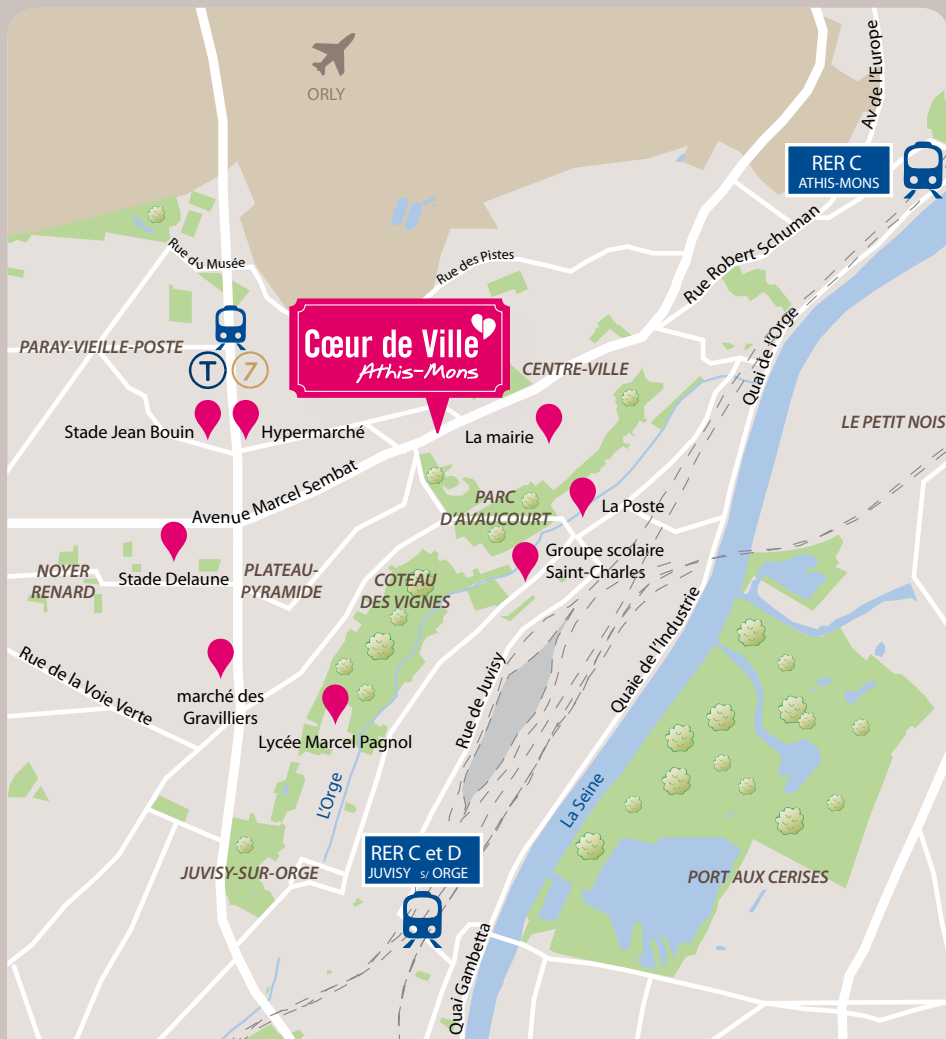 ORLY
Av de l'Europe
RER C
ATHIS-MONS
Rue Robert Schuman
Rue du Musée
Rue des Pistes
Quai de l'Orge
PARAY-VIEILLE-POSTE
T 7
Cœur de Ville
Athis-Mons
CENTRE-VILLE
LE PETIT NOIS
Stade Jean Bouin
Hypermarché
La mairie
Avenue Marcel Sembat
PARC
D'AVAUCOURT
La Poste
Groupe scolaire
Saint-Charles
NOYER
RENARD
Stade Delaune
PLATEAU-
PYRAMIDE
COTEAU
DES VIGNES
Quaie de l'Industrie
Rue de la Voie Verte
marché des
Gravilliers
Lycée Marcel Pagnol
Rue de Juvisy
L'Orge
La Seine
RER C et D
JUVISY s/ ORGE
JUVISY-SUR-ORGE
PORT AUX CERISES
Quai Gambetta